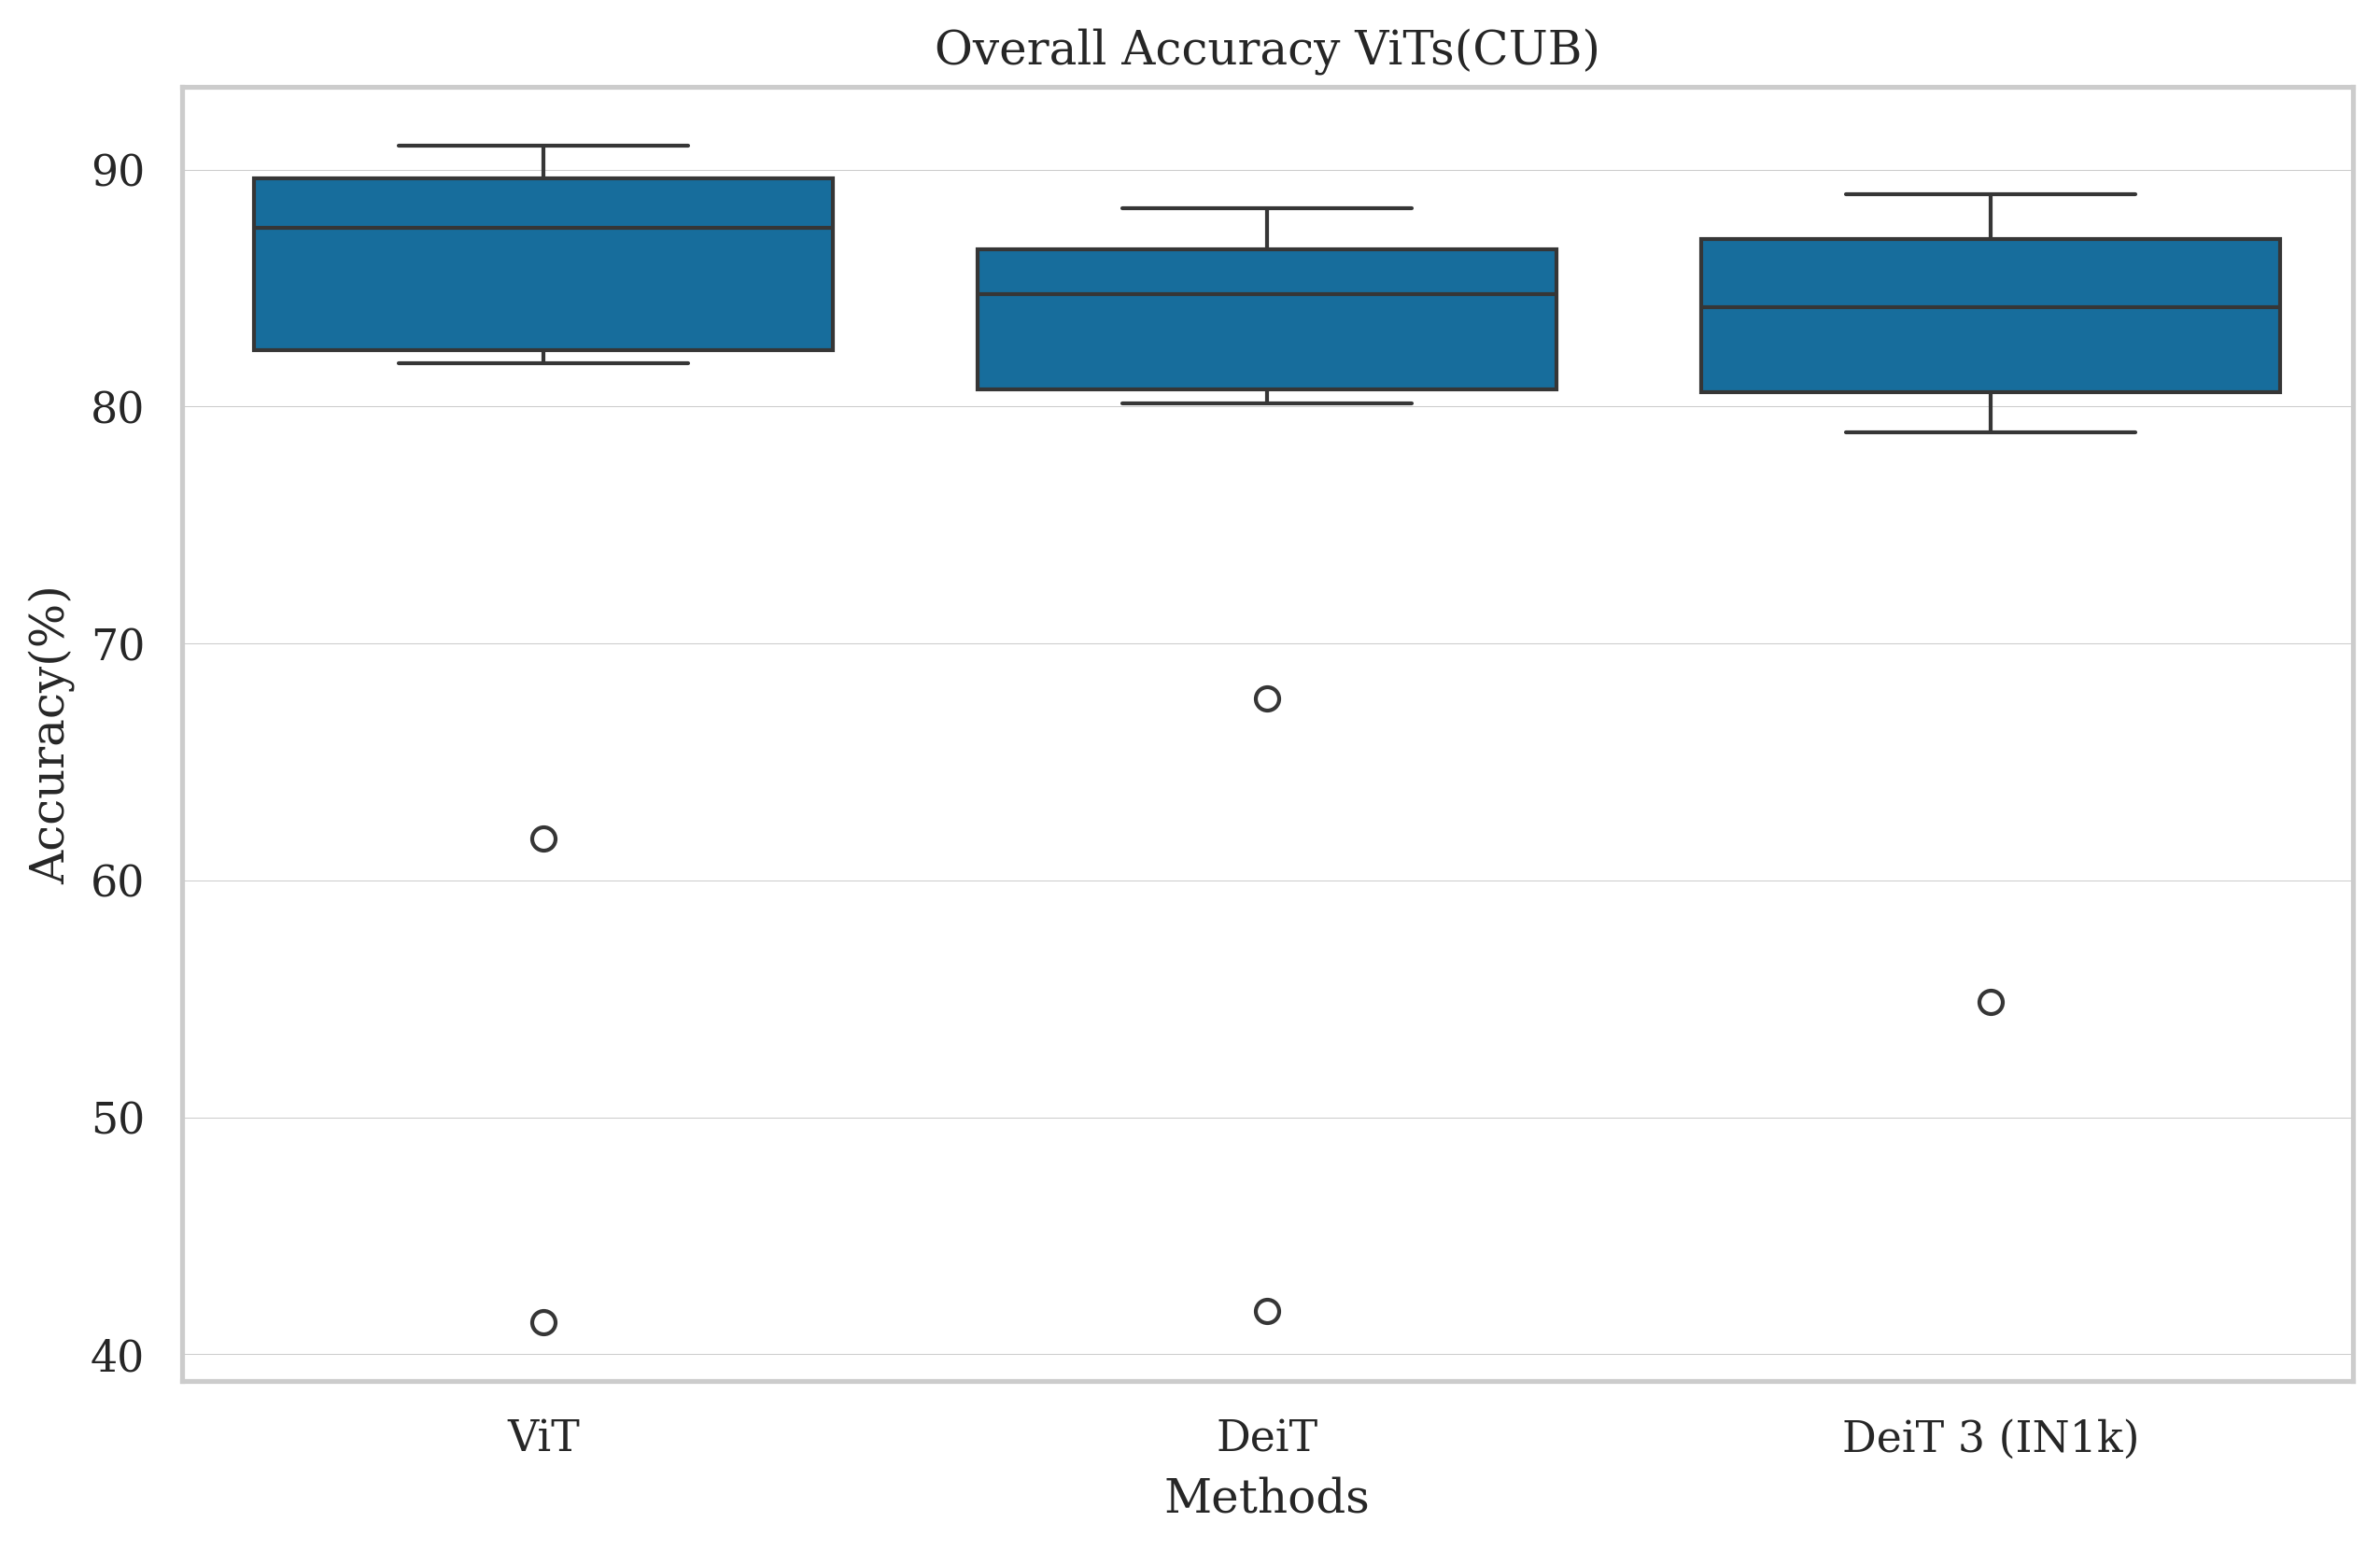 Overall Accuracy ViTs(CUB)
90
80
70
60
50
40
Accuracy(%)
ViT
DeiT
DeiT 3 (IN1k)
Methods